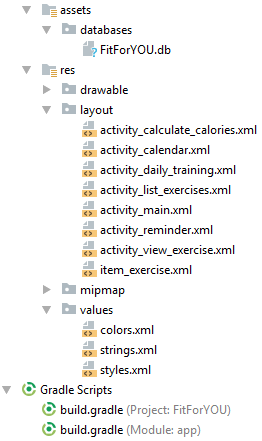 assets
databases
FitForYOU.db
res
drawable
layout
activity_calculate_calories.xml
activity_calendar.xml
activity_daily_training.xml
activity_list_exercises.xml
activity_main.xml
activity_reminder.xml
activity_view_exercise.xml
item_exercise.xml
mipmap
values
colors.xml
strings.xml
styles.xml
Gradle Scripts
build.gradle (Project: FitForYOU)
build.gradle (Module: app)